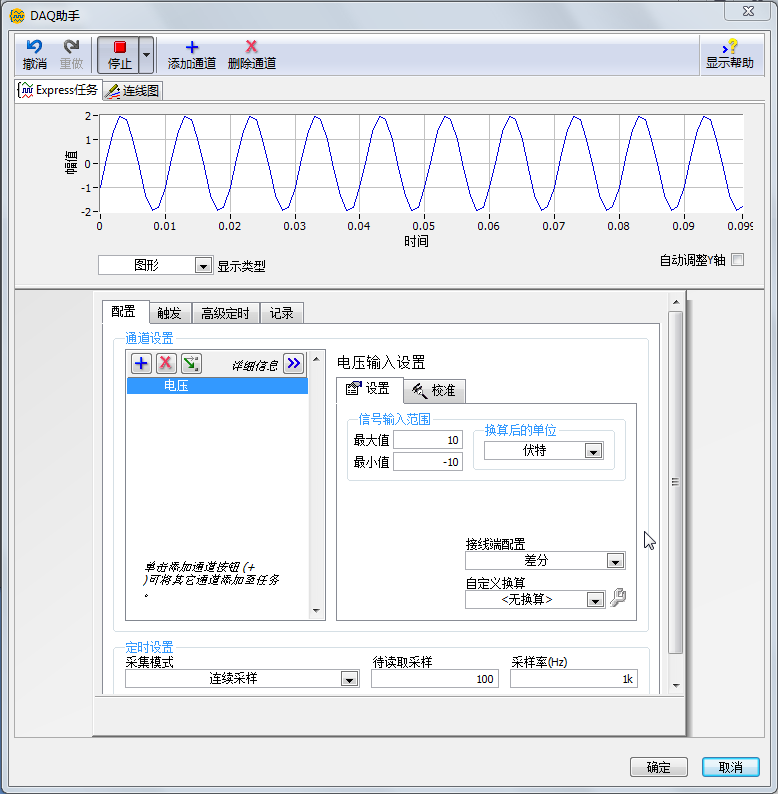 DAQ助手
撤消 重做 停止 添加通道 删除通道 显示帮助
Express任务 连线图
幅值
2
1
0
-1
-2
0 0.01 0.02 0.03 0.04 0.05 0.06 0.07 0.08 0.09 0.099
时间
图形 显示类型 自动调整Y轴
配置 触发 高级定时 记录
通道设置
详细信息
电压
单击添加通道按钮(+
)可将其它通道添加至任务
。
电压输入设置
设置 校准
信号输入范围
最大值 10
最小值 -10
换算后的单位
伏特
接线端配置
差分
自定义换算
<无换算>
定时设置
采集模式 待读取采样 采样率(Hz)
连续采样 100 1k
确定 取消